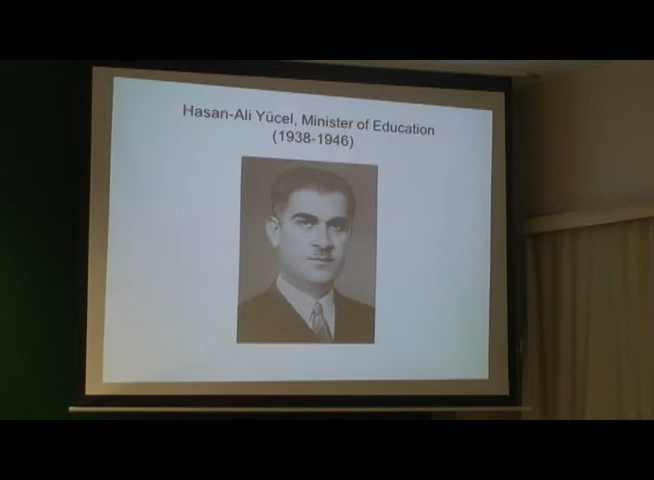 Hasan-Ali Yücel, Minister of Education
(1938-1946)